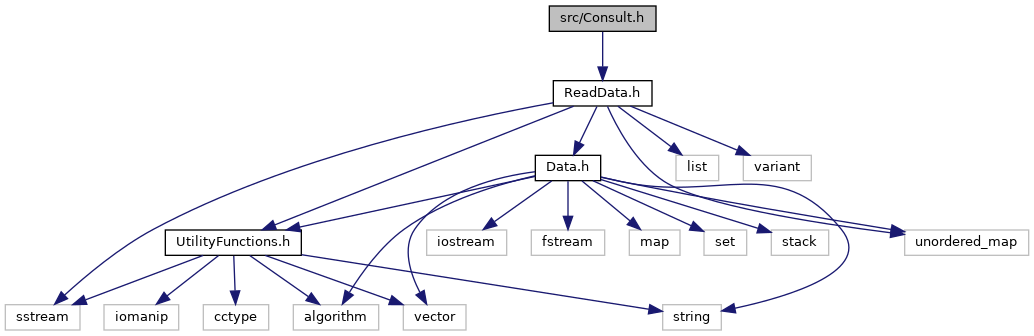 src/Consult.h
ReadData.h
Data.h
list
variant
UtilityFunctions.h
iostream
fstream
map
set
stack
unordered_map
sstream
iomanip
cctype
algorithm
vector
string